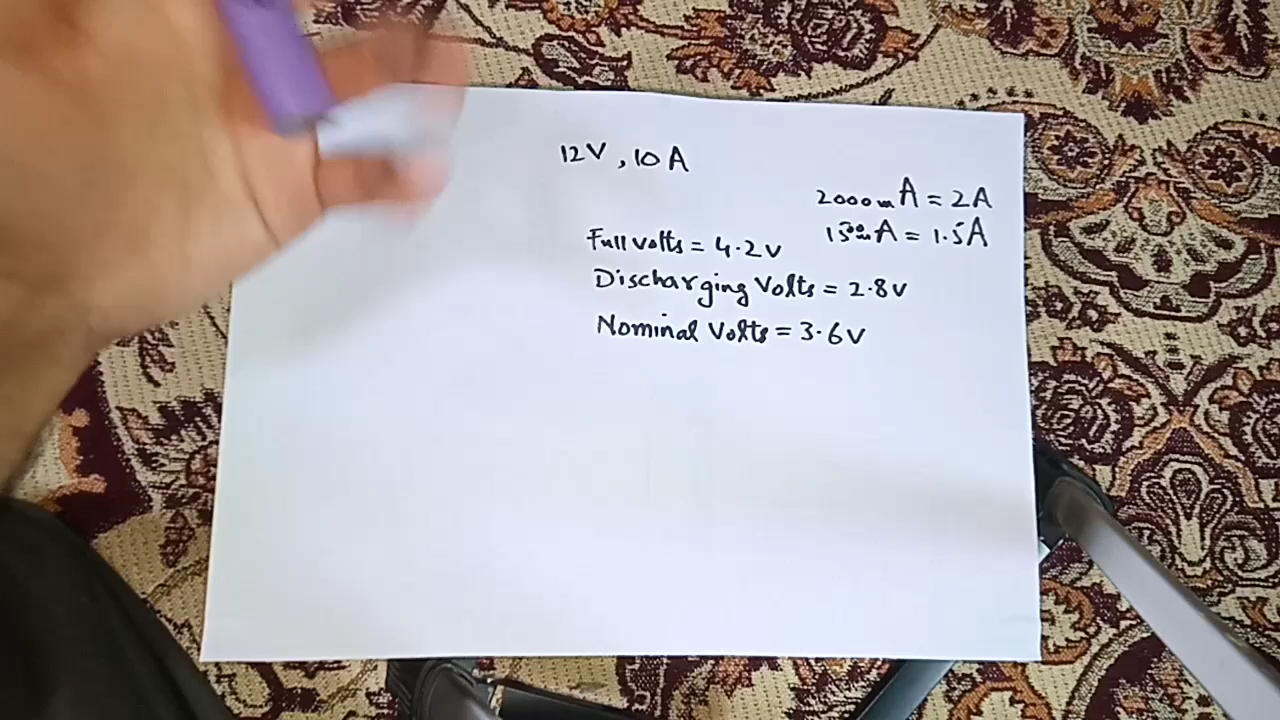 12V, 10 A
2000mA = 2A
1500mA = 1.5A
Full volts = 4.2v
Discharging Volts = 2.8v
Nominal Volts = 3.6v